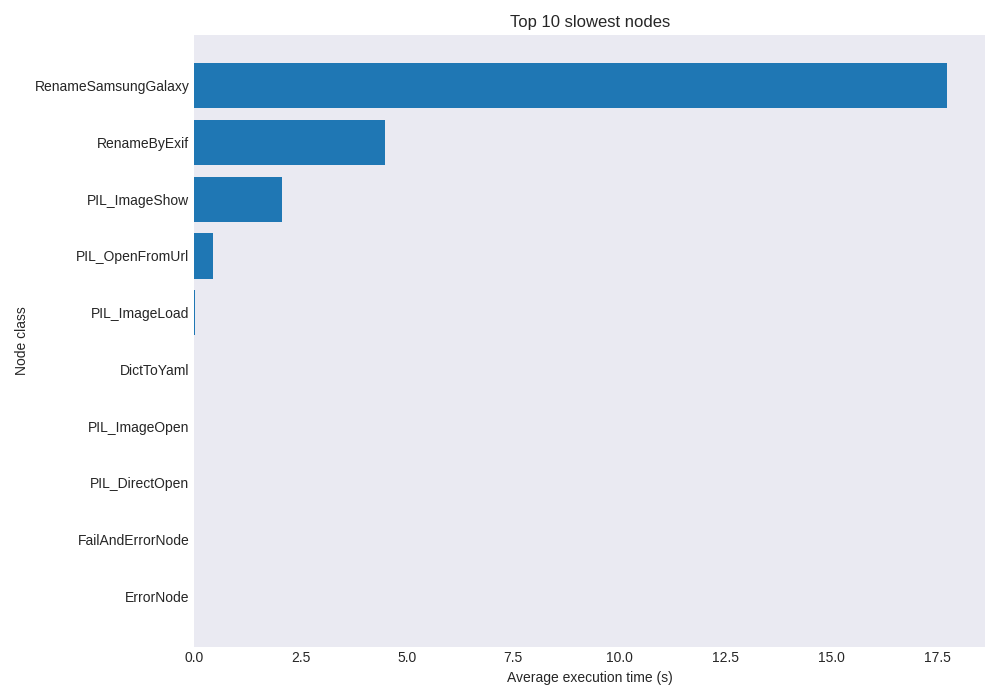 Top 10 slowest nodes
Node class
RenameSamsungGalaxy
RenameByExif
PIL_ImageShow
PIL_OpenFromUrl
PIL_ImageLoad
DictToYaml
PIL_ImageOpen
PIL_DirectOpen
FailAndErrorNode
ErrorNode
0.0 2.5 5.0 7.5 10.0 12.5 15.0 17.5
Average execution time (s)